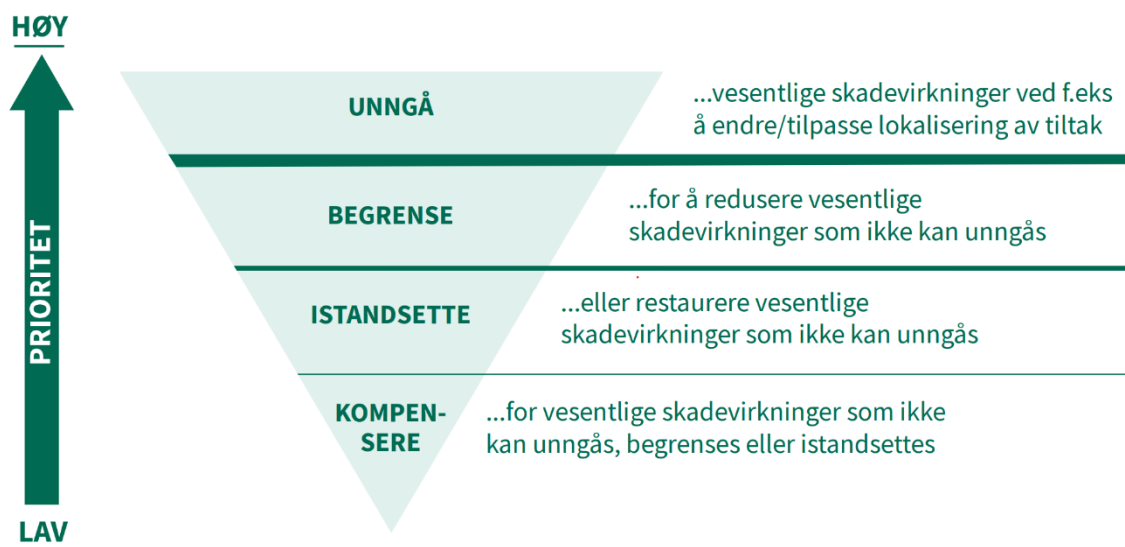 HØY
PRIORITET
LAV
UNNGÅ
...vesentlige skadevirkninger ved f.eks
å endre/tilpasse lokalisering av tiltak
BEGRENSE
...for å redusere vesentlige
skadevirkninger som ikke kan unngås
ISTANDSETTE
...eller restaurere vesentlige
skadevirkninger som ikke kan unngås
KOMPEN-
SERE
...for vesentlige skadevirkninger som ikke
kan unngås, begrenses eller istandsettes